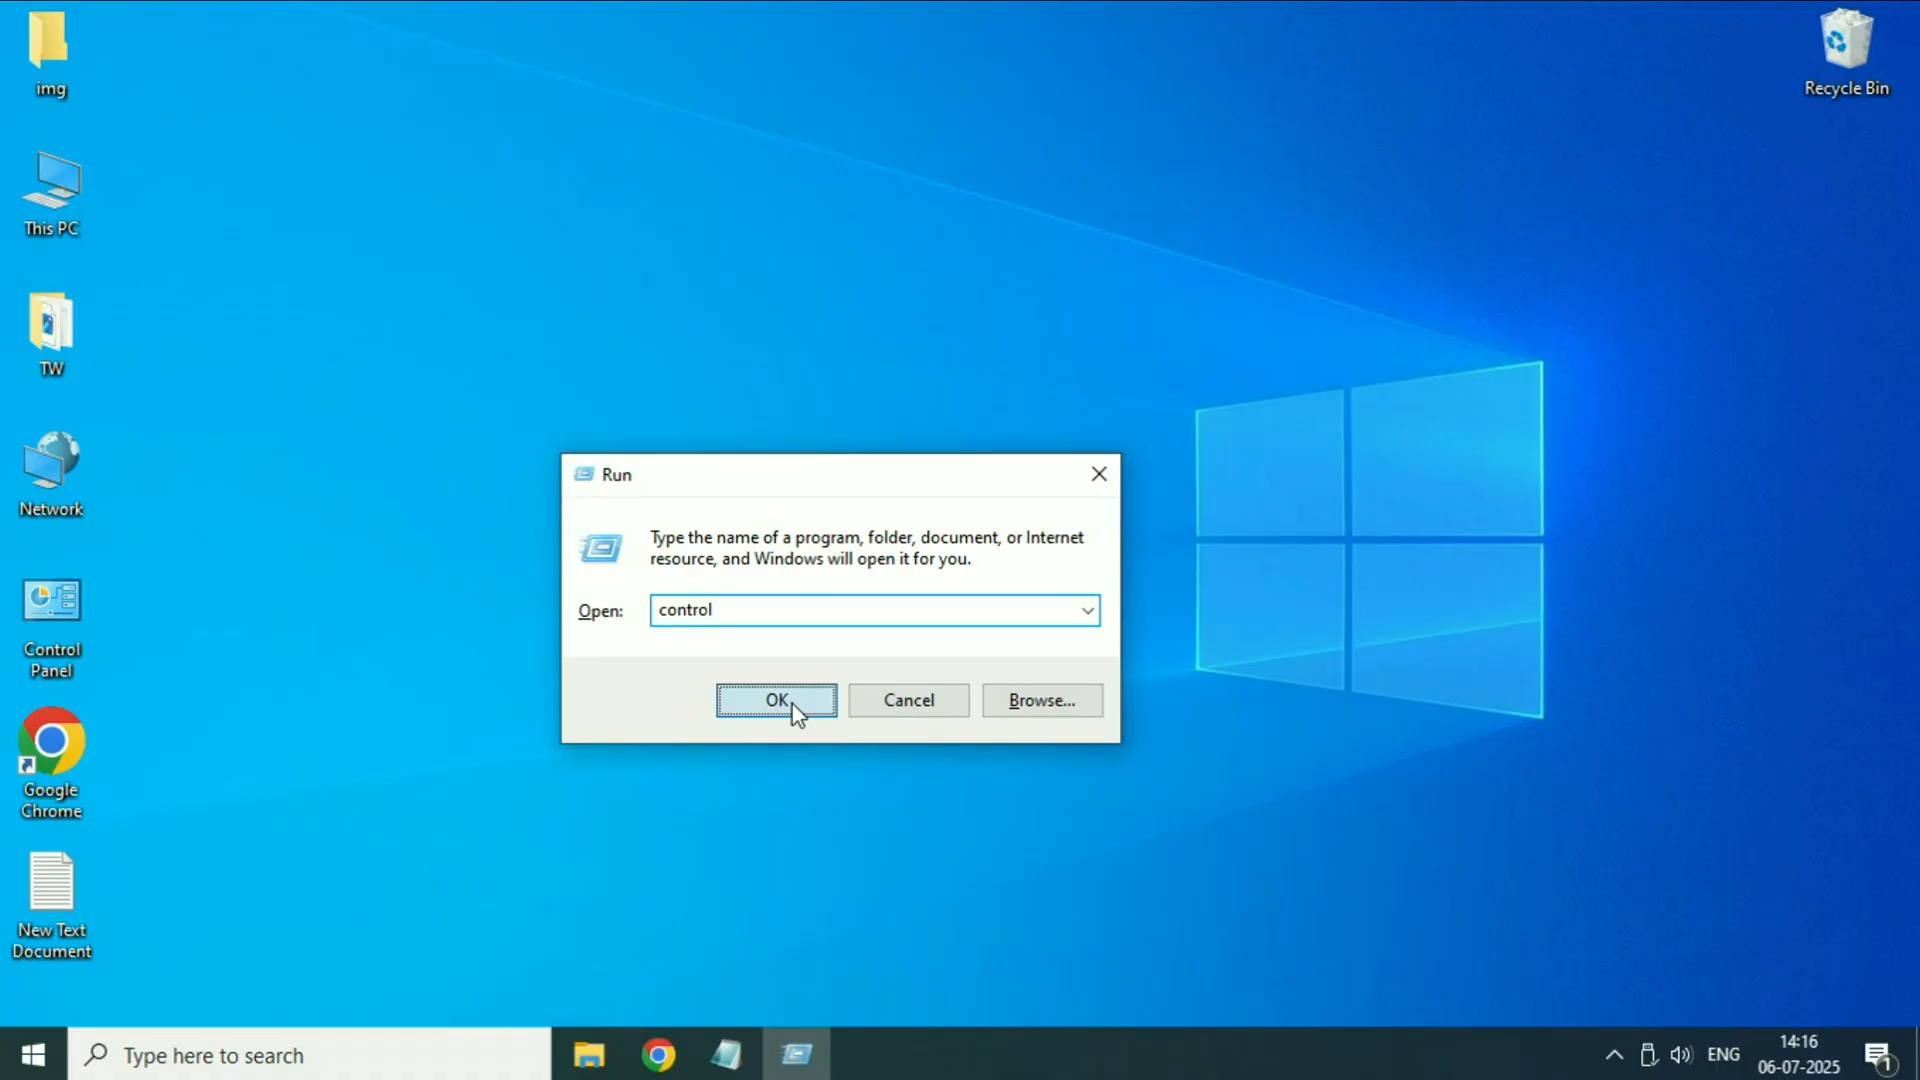 img
Recycle Bin
This PC
TW
Network
Control
Panel
Google
Chrome
New Text
Document
Run
Type the name of a program, folder, document, or Internet
resource, and Windows will open it for you.
Open:
control
OK
Cancel
Browse...
Type here to search
ENG
14:16
06-07-2025
1